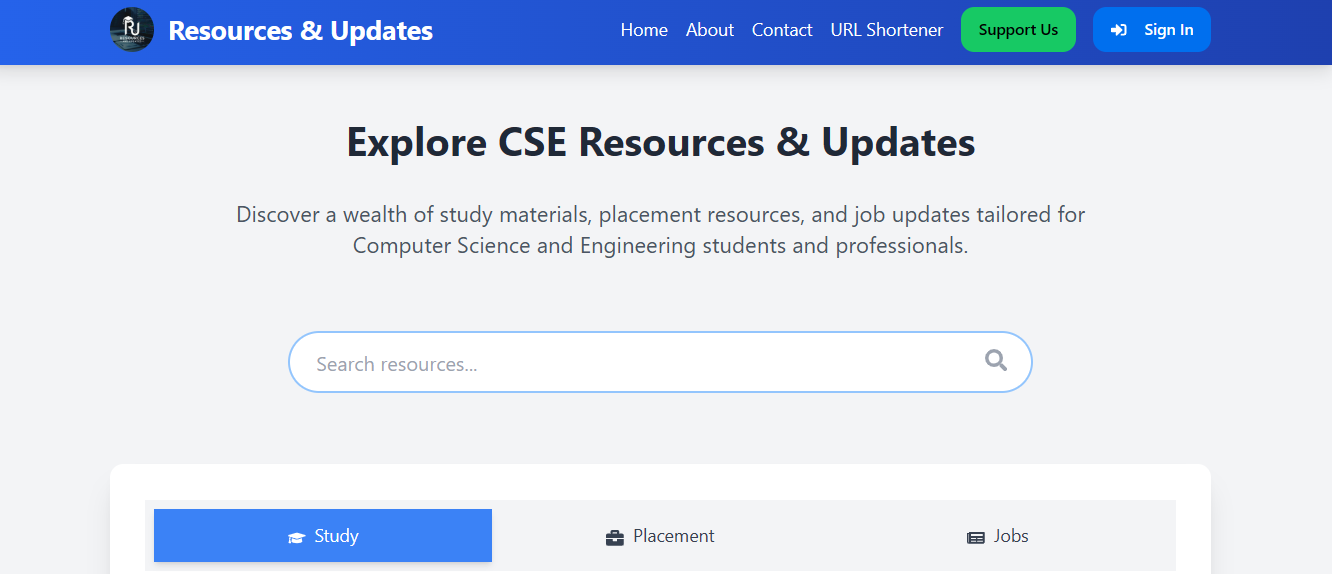 RU
RESOURCES
Resources & Updates
Home
About
Contact
URL Shortener
Support Us
Sign In
Explore CSE Resources & Updates
Discover a wealth of study materials, placement resources, and job updates tailored for
Computer Science and Engineering students and professionals.
Search resources...
Study
Placement
Jobs